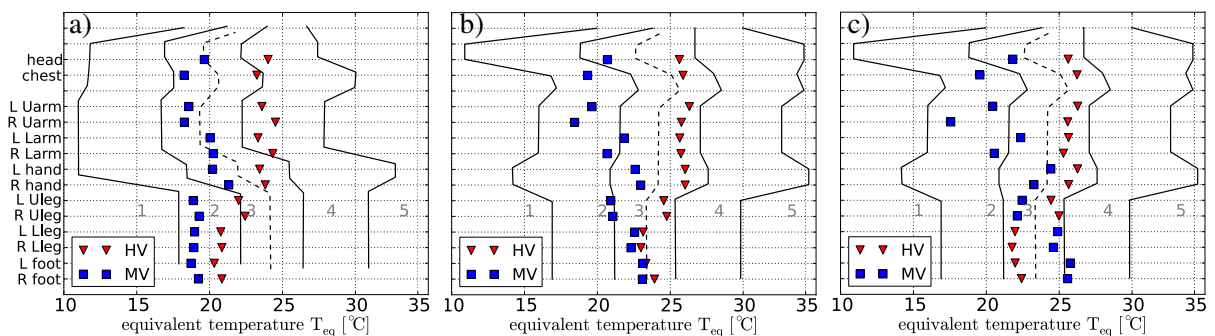 a)
b)
c)
head
chest
L Uarm
R Uarm
L Larm
R Larm
L hand
R hand
L Uleg
R Uleg
L Lleg
R Lleg
L foot
R foot
1 2 3 4 5
1 2 3 4 5
1 2 3 4 5
HV
MV
HV
MV
HV
MV
10 15 20 25 30 35
10 15 20 25 30 35
10 15 20 25 30 35
equivalent temperature T_eq [°C]
equivalent temperature T_eq [°C]
equivalent temperature T_eq [°C]